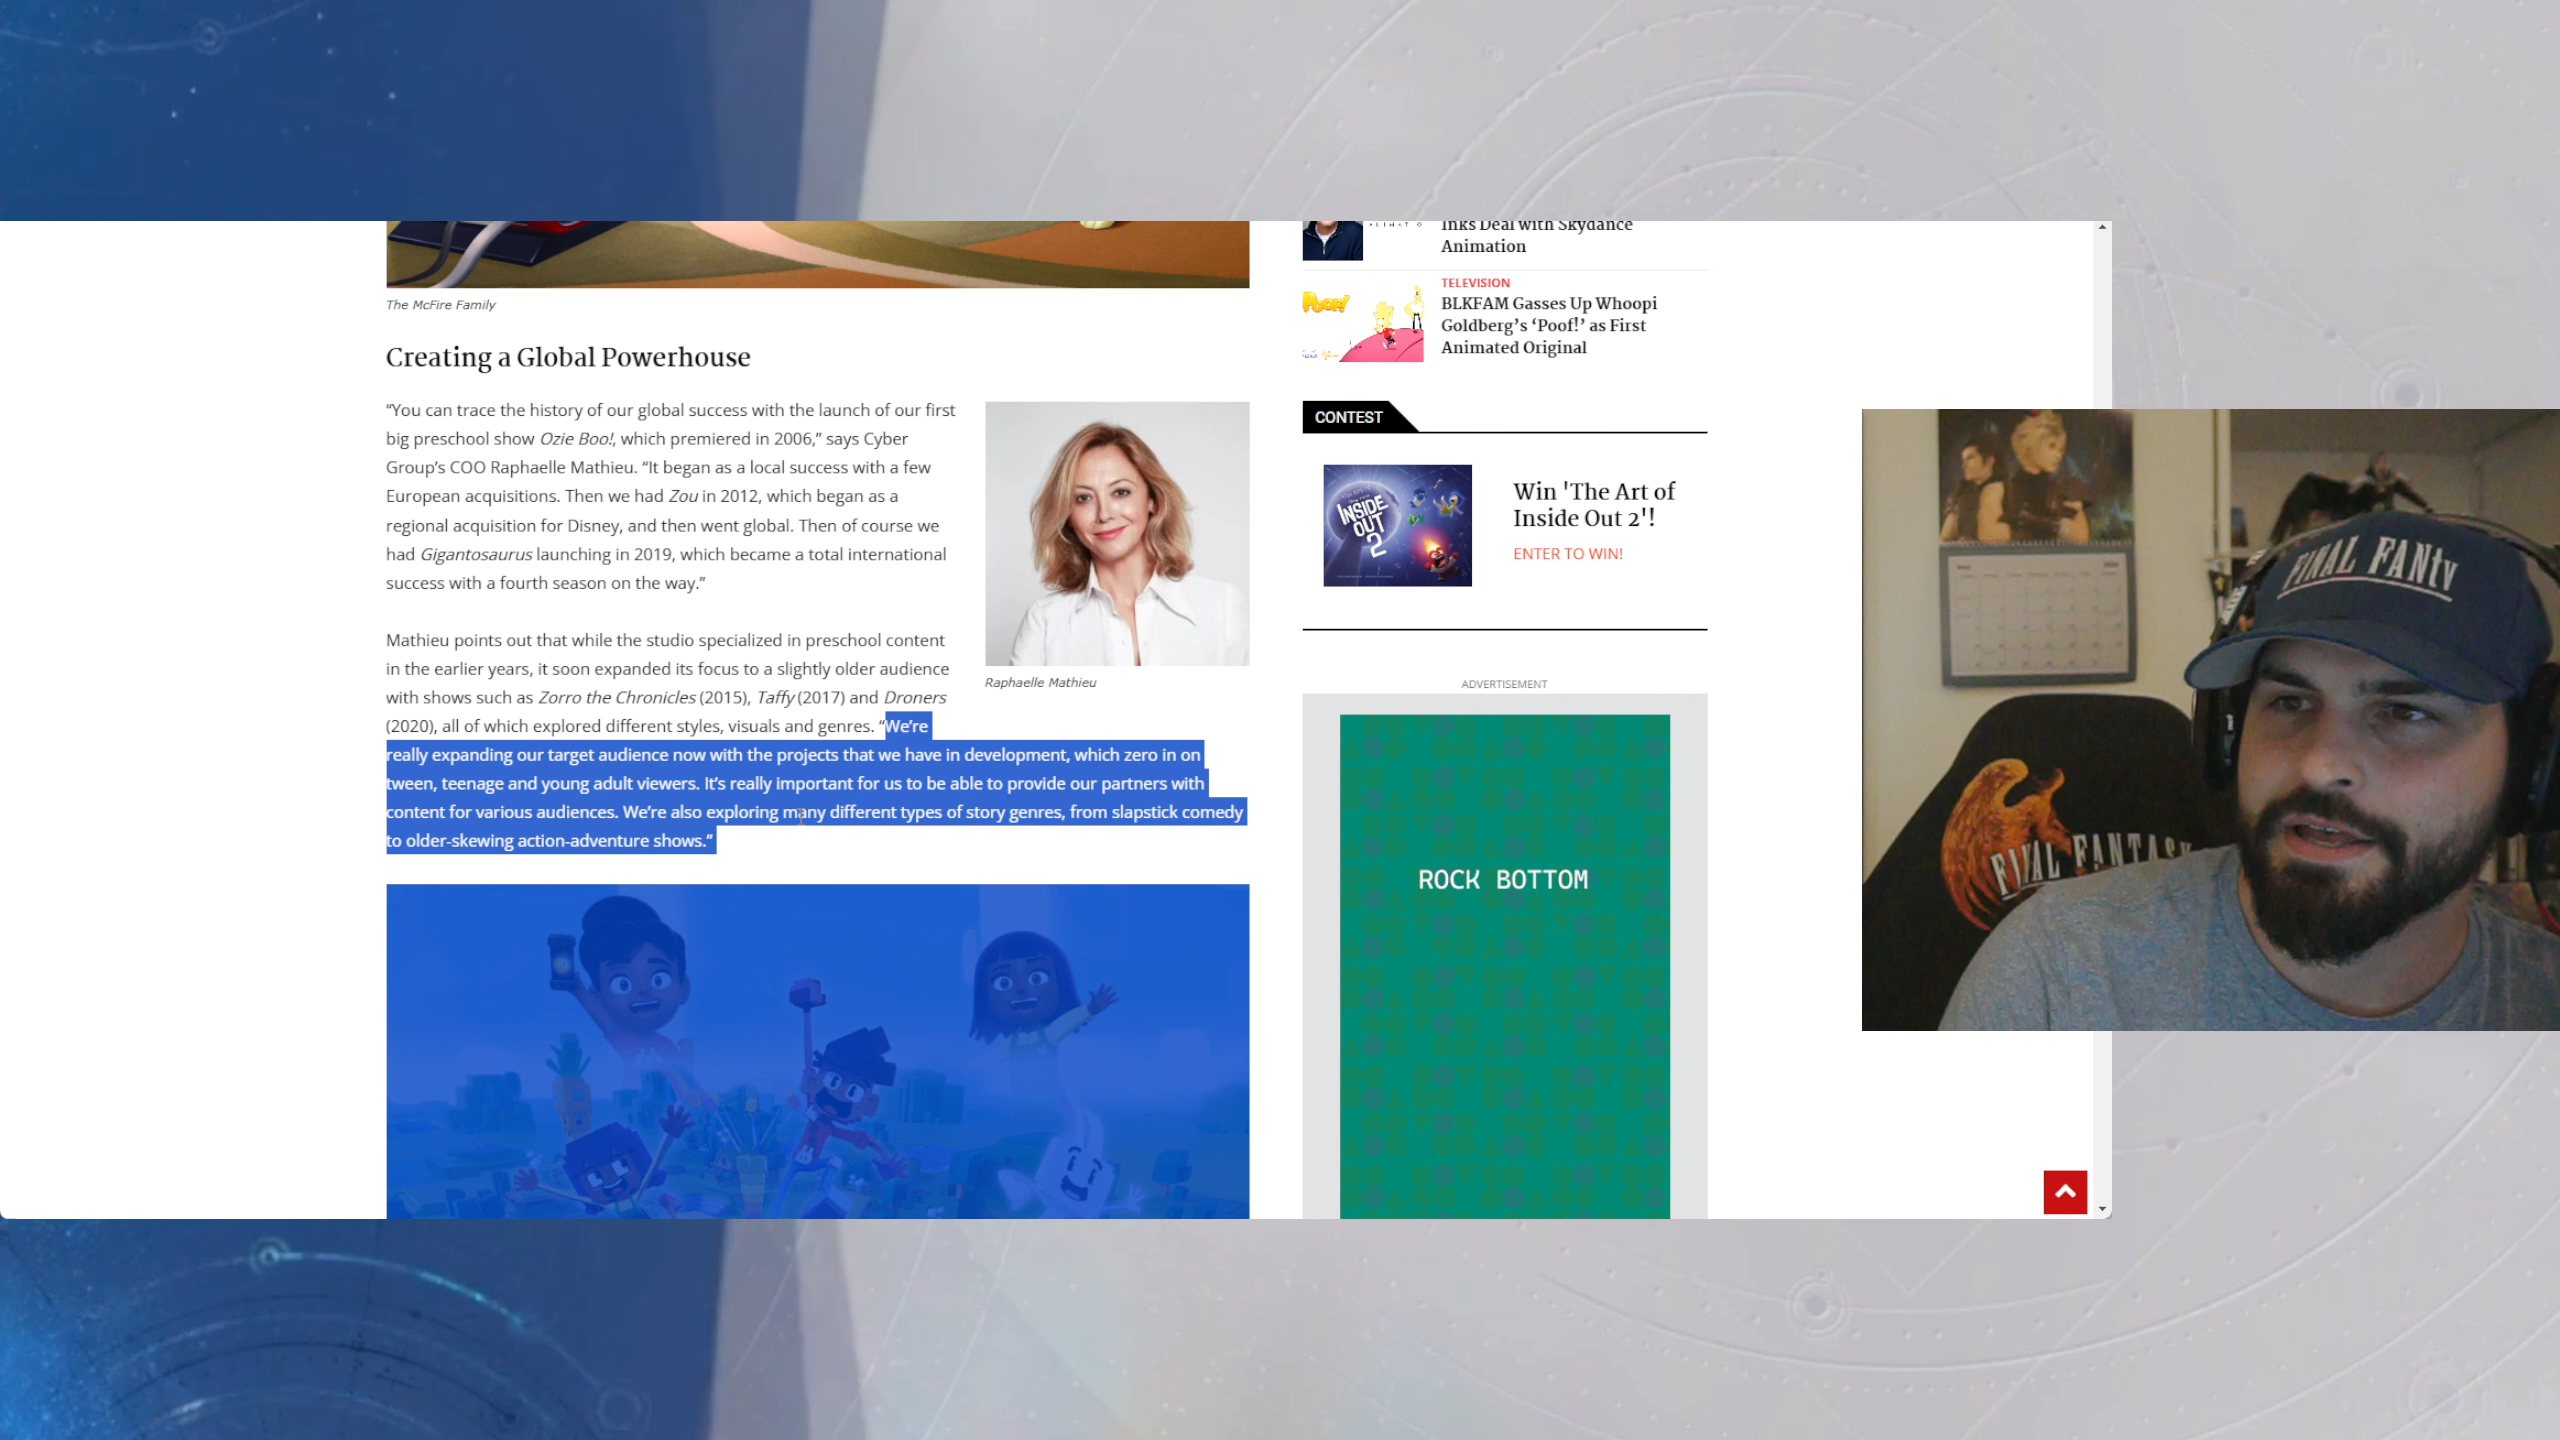 Inks Deal with Skydance
Animation
The McFire Family
TELEVISION
BLKFAM Gasses Up Whoopi
Goldberg’s ‘Poof!’ as First
Animated Original
POOF!
Creating a Global Powerhouse
“You can trace the history of our global success with the launch of our first
big preschool show Ozie Boo!, which premiered in 2006,” says Cyber
Group’s COO Raphaelle Mathieu. “It began as a local success with a few
European acquisitions. Then we had Zou in 2012, which began as a
regional acquisition for Disney, and then went global. Then of course we
had Gigantosaurus launching in 2019, which became a total international
success with a fourth season on the way.”
Raphaelle Mathieu
Mathieu points out that while the studio specialized in preschool content
in the earlier years, it soon expanded its focus to a slightly older audience
with shows such as Zorro the Chronicles (2015), Taffy (2017) and Droners
(2020), all of which explored different styles, visuals and genres. “We’re
really expanding our target audience now with the projects that we have in development, which zero in on
tween, teenage and young adult viewers. It’s really important for us to be able to provide our partners with
content for various audiences. We’re also exploring many different types of story genres, from slapstick comedy
to older-skewing action-adventure shows.”
CONTEST
INSIDE
OUT
2
Win 'The Art of
Inside Out 2'!
ENTER TO WIN!
ADVERTISEMENT
ROCK BOTTOM
FINAL FANtv
FINAL FANTASY